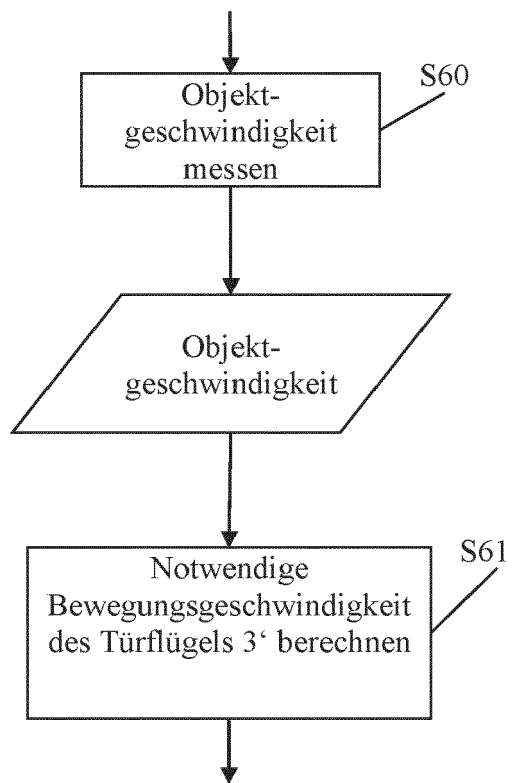 S60
Objekt-
geschwindigkeit
messen
Objekt-
geschwindigkeit
S61
Notwendige
Bewegungsgeschwindigkeit
des Türflügels 3‘ berechnen